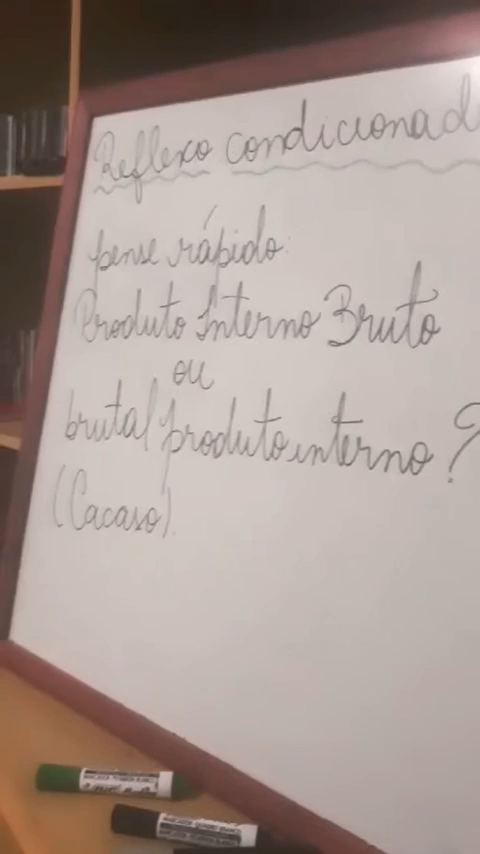 Reflexo condicionad
pense rápido:
Produto Interno Bruto
ou
brutal produto interno?
(Cacaso)